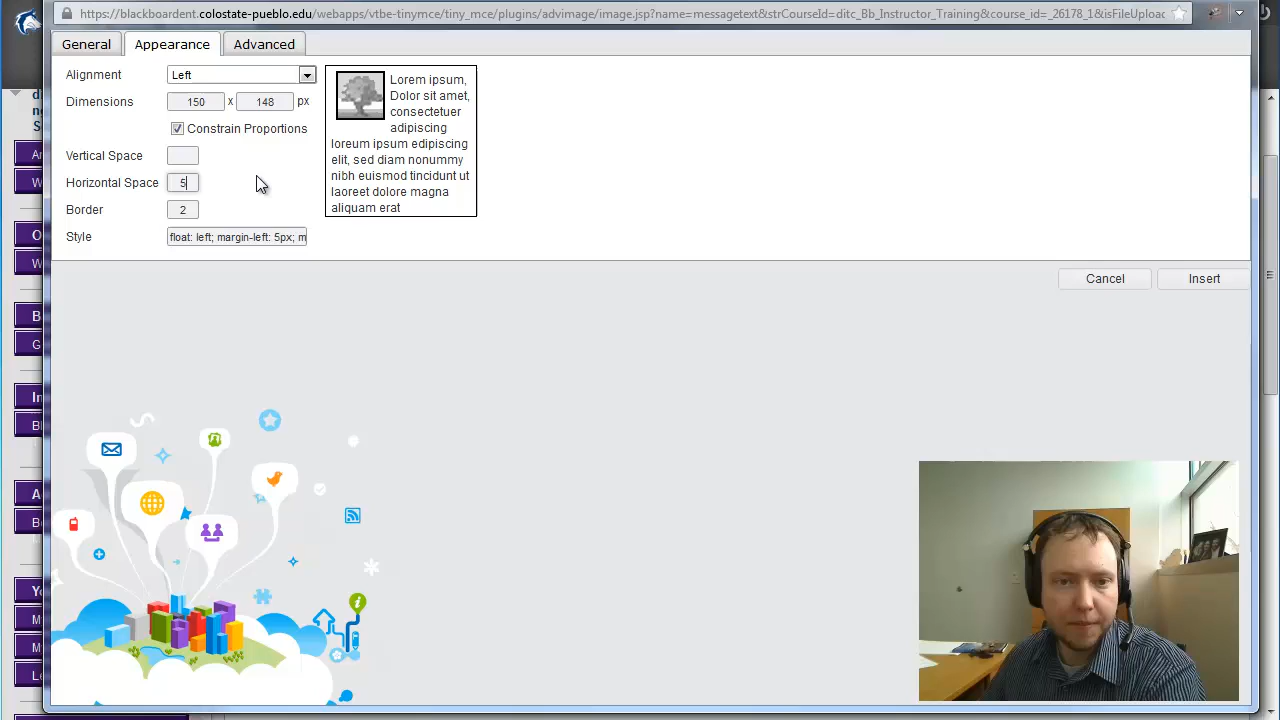 https://blackboardent.colostate-pueblo.edu/webapps/vtbe-tinymce/tiny_mce/plugins/advimage/image.jsp?name=messagetext&strCourseId=ditc_Bb_Instructor_Training&course_id=_26178_1&isFileUploac
General Appearance Advanced
Alignment Left
Dimensions 150 x 148 px
Constrain Proportions
Vertical Space
Horizontal Space 5
Border 2
Style float: left; margin-left: 5px; m
Lorem ipsum,
Dolor sit amet,
consectetuer
adipiscing
loreum ipsum edipiscing
elit, sed diam nonummy
nibh euismod tincidunt ut
laoreet dolore magna
aliquam erat
Cancel Insert